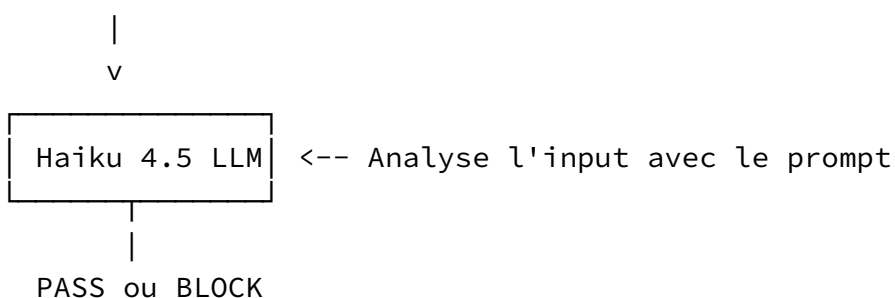 Haiku 4.5 LLM <-- Analyse l'input avec le prompt
PASS ou BLOCK